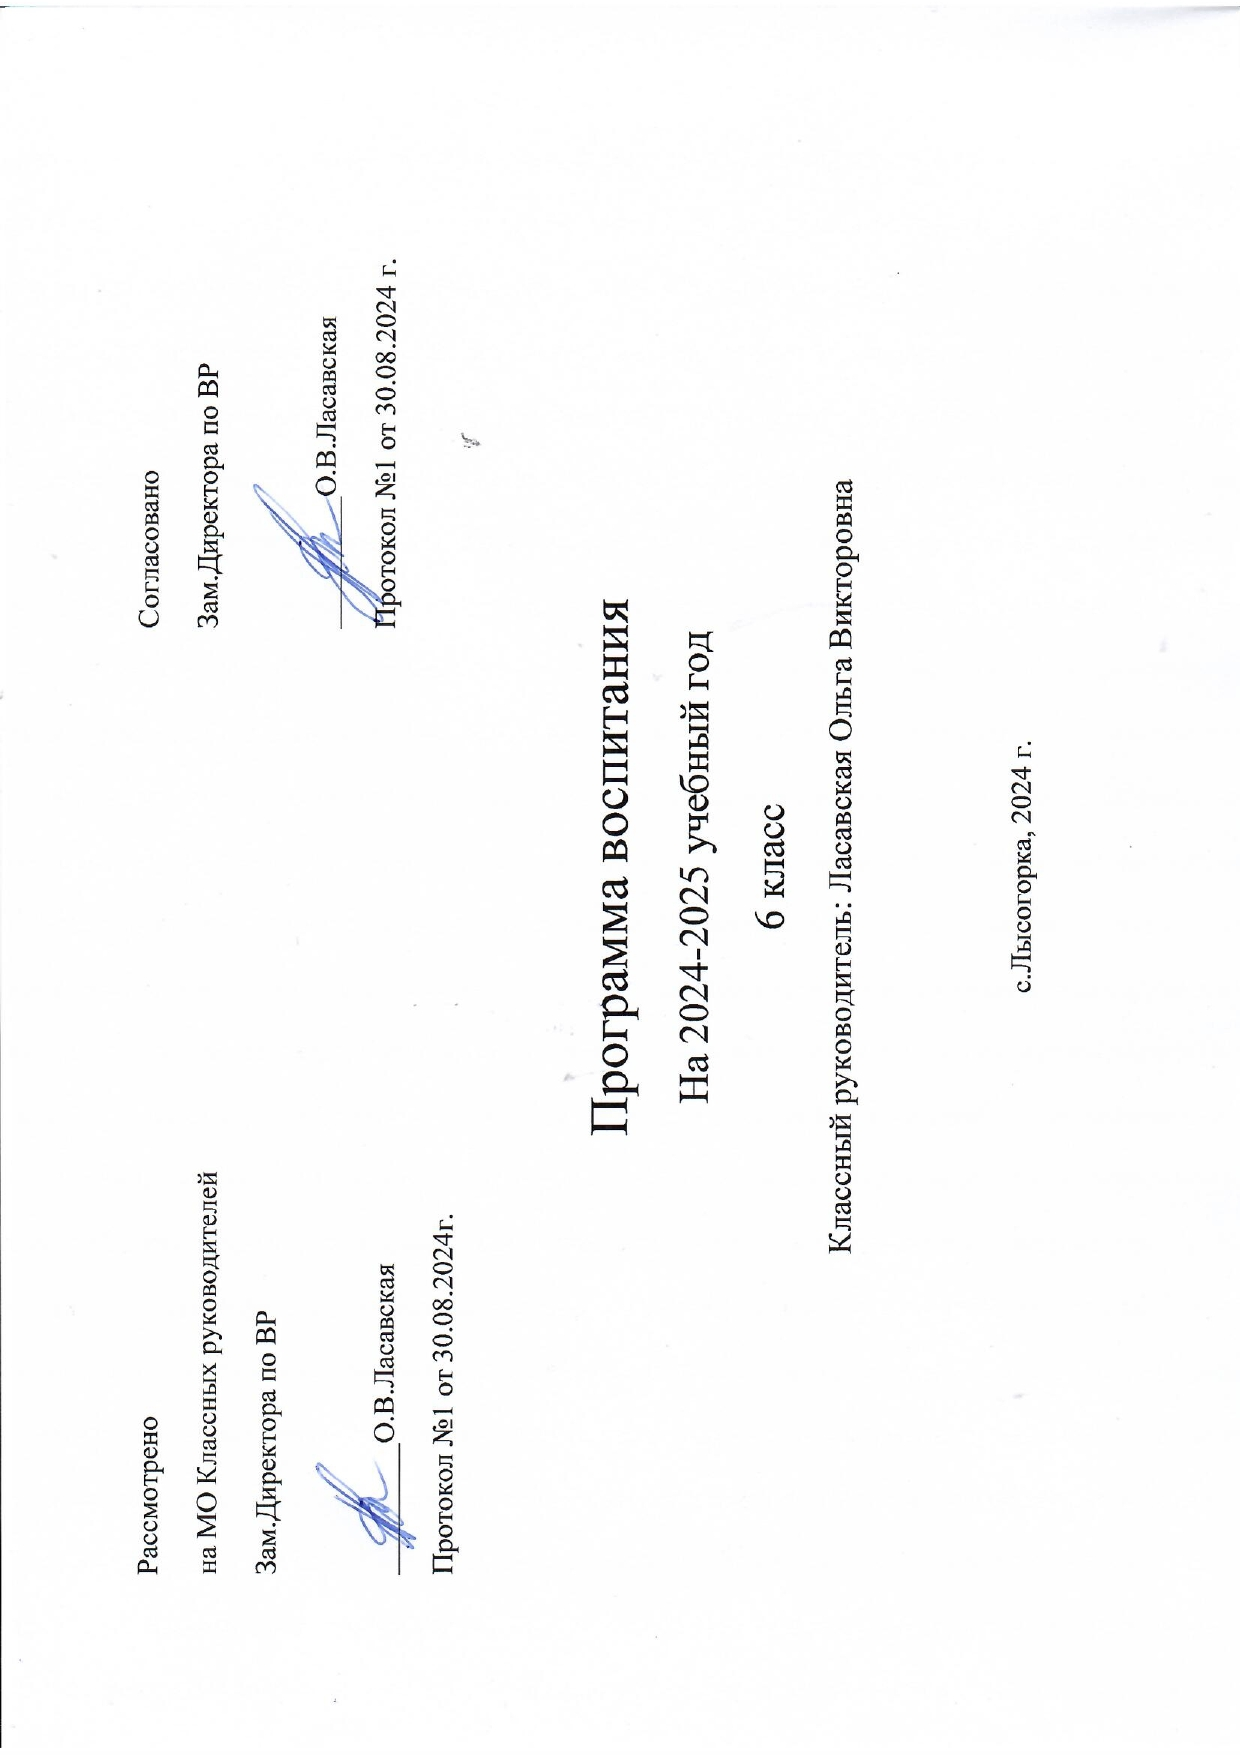 Рассмотрено
на МО Классных руководителей
Зам.Директора по ВР
О.В.Ласавская
Протокол №1 от 30.08.2024г.
Согласовано
Зам.Директора по ВР
О.В.Ласавская
Протокол №1 от 30.08.2024 г.
Программа воспитания
На 2024-2025 учебный год
6 класс
Классный руководитель: Ласавская Ольга Викторовна
с.Лысогорка, 2024 г.